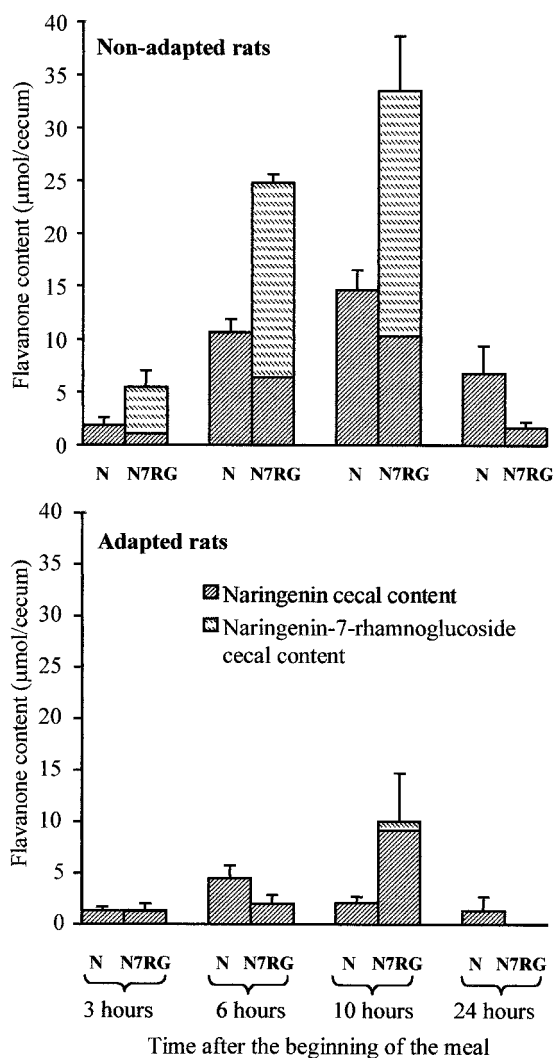 Non-adapted rats
Flavanone content (µmol/cecum)
40
35
30
25
20
15
10
5
0
N N7RG N N7RG N N7RG N N7RG
Adapted rats
Flavanone content (µmol/cecum)
40
35
30
25
20
15
10
5
0
Naringenin cecal content
Naringenin-7-rhamnoglucoside
cecal content
N N7RG N N7RG N N7RG N N7RG
3 hours 6 hours 10 hours 24 hours
Time after the beginning of the meal